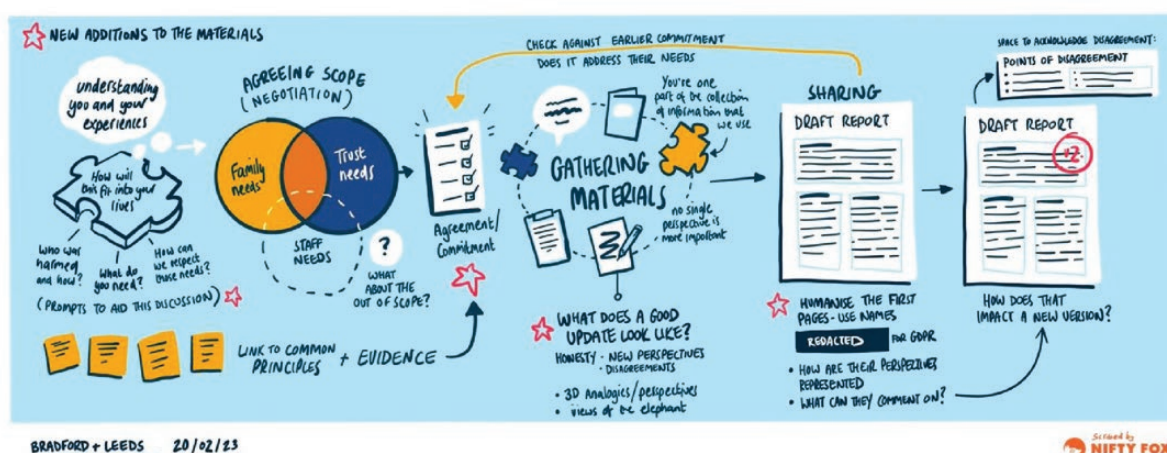 NEW ADDITIONS TO THE MATERIALS
understanding
you and your
experiences
How will
this fit into your
lives
Who was
harmed
and how?
What do
you need?
How can
we respect
those needs?
(PROMPTS TO AID THIS DISCUSSION)
AGREEING SCOPE
(NEGOTIATION)
Family
needs
Trust
needs
STAFF
NEEDS
?
WHAT
ABOUT THE
OUT OF SCOPE?
LINK TO COMMON
PRINCIPLES
+ EVIDENCE
Agreement/
Commitment
CHECK AGAINST EARLIER COMMITMENT
DOES IT ADDRESS THEIR NEEDS
You're one
part of the collection
of information that
we use
GATHERING
MATERIALS
no single
perspective is
more important
WHAT DOES A GOOD
UPDATE LOOK LIKE?
HONESTY · NEW PERSPECTIVES
· DISAGREEMENTS
• 3D Analogies/perspectives
• views of the elephant
SHARING
DRAFT REPORT
HUMANISE THE FIRST
PAGES - USE NAMES
REDACTED FOR GDPR
• HOW ARE THEIR PERSPECTIVES
REPRESENTED
• WHAT CAN THEY COMMENT ON?
SPACE TO ACKNOWLEDGE DISAGREEMENT:
POINTS OF DISAGREEMENT
DRAFT REPORT
HOW DOES THAT
IMPACT A NEW VERSION?
BRADFORD + LEEDS 20/02/23
Scribed by
NIFTY FOX